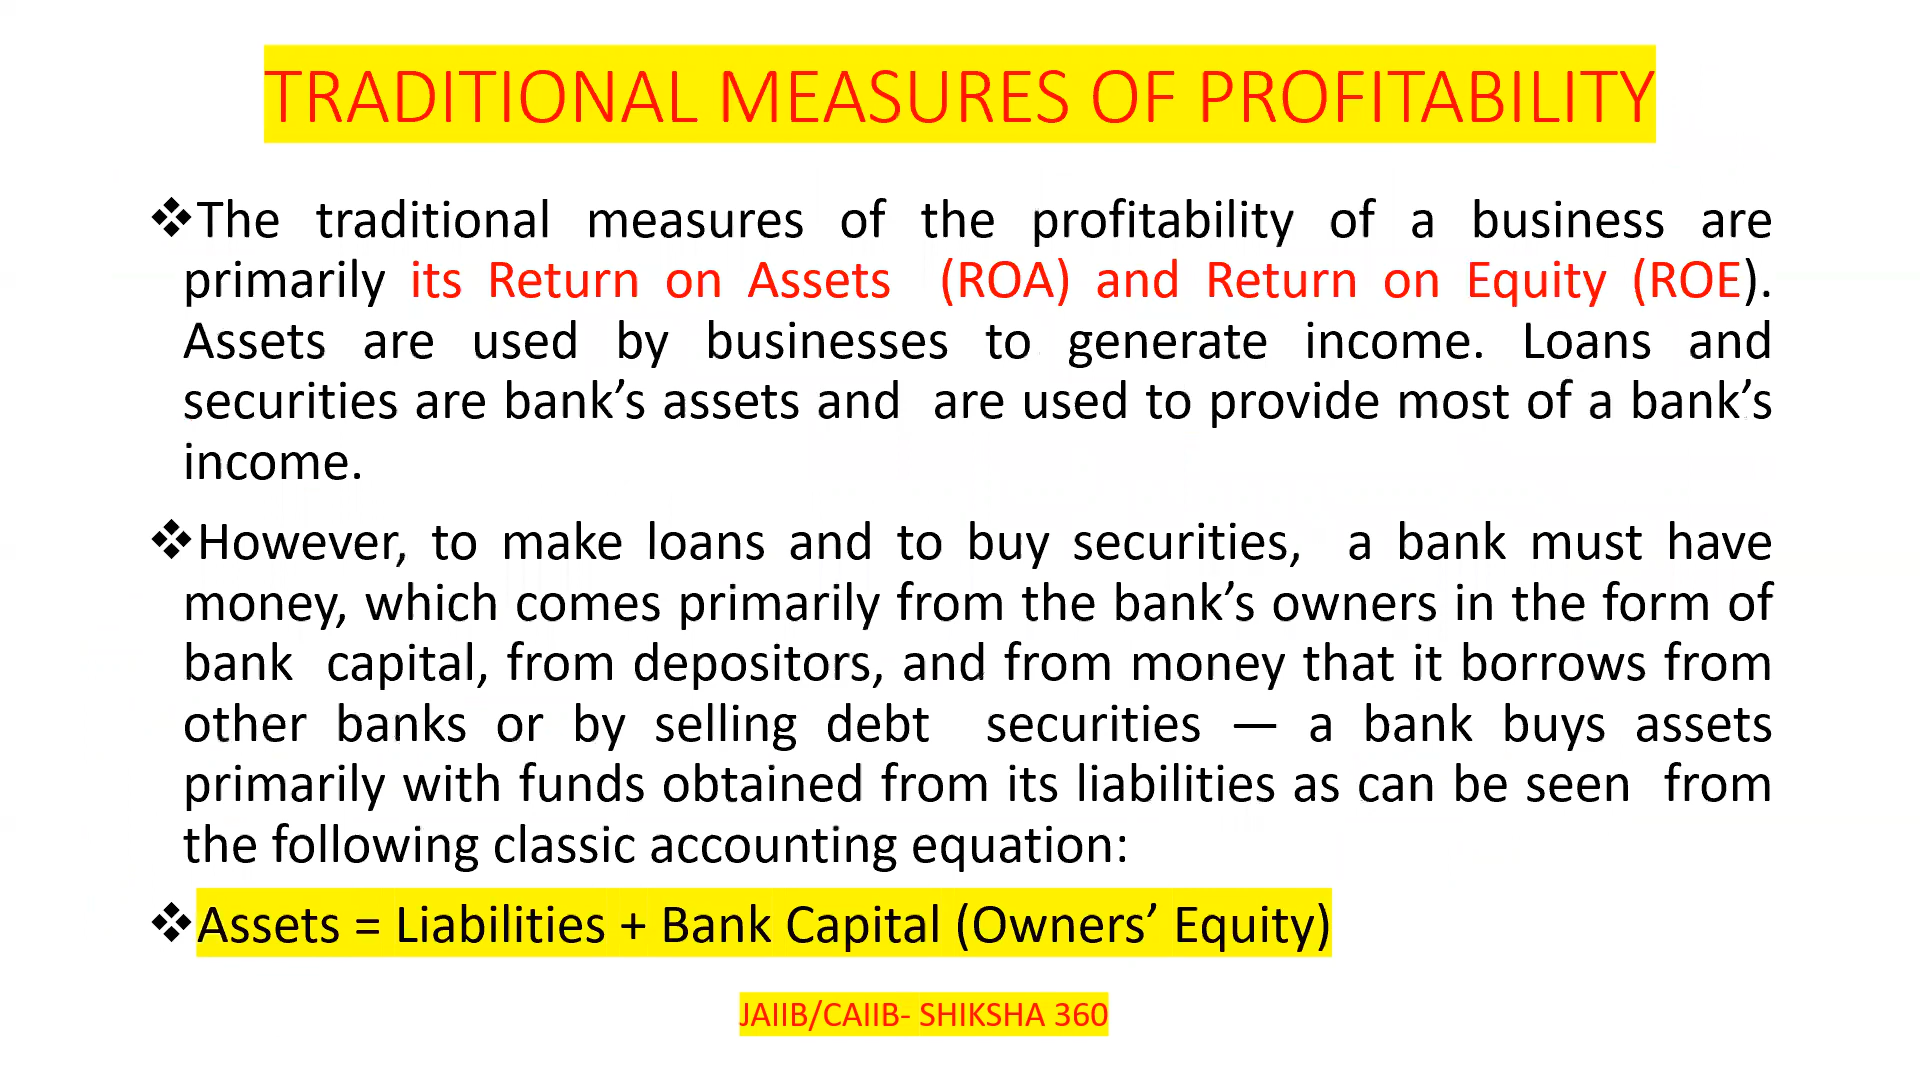 TRADITIONAL MEASURES OF PROFITABILITY
❖The traditional measures of the profitability of a business are
primarily its Return on Assets (ROA) and Return on Equity (ROE).
Assets are used by businesses to generate income. Loans and
securities are bank’s assets and are used to provide most of a bank’s
income.
❖However, to make loans and to buy securities, a bank must have
money, which comes primarily from the bank’s owners in the form of
bank capital, from depositors, and from money that it borrows from
other banks or by selling debt securities — a bank buys assets
primarily with funds obtained from its liabilities as can be seen from
the following classic accounting equation:
❖Assets = Liabilities + Bank Capital (Owners’ Equity)
JAIIB/CAIIB- SHIKSHA 360